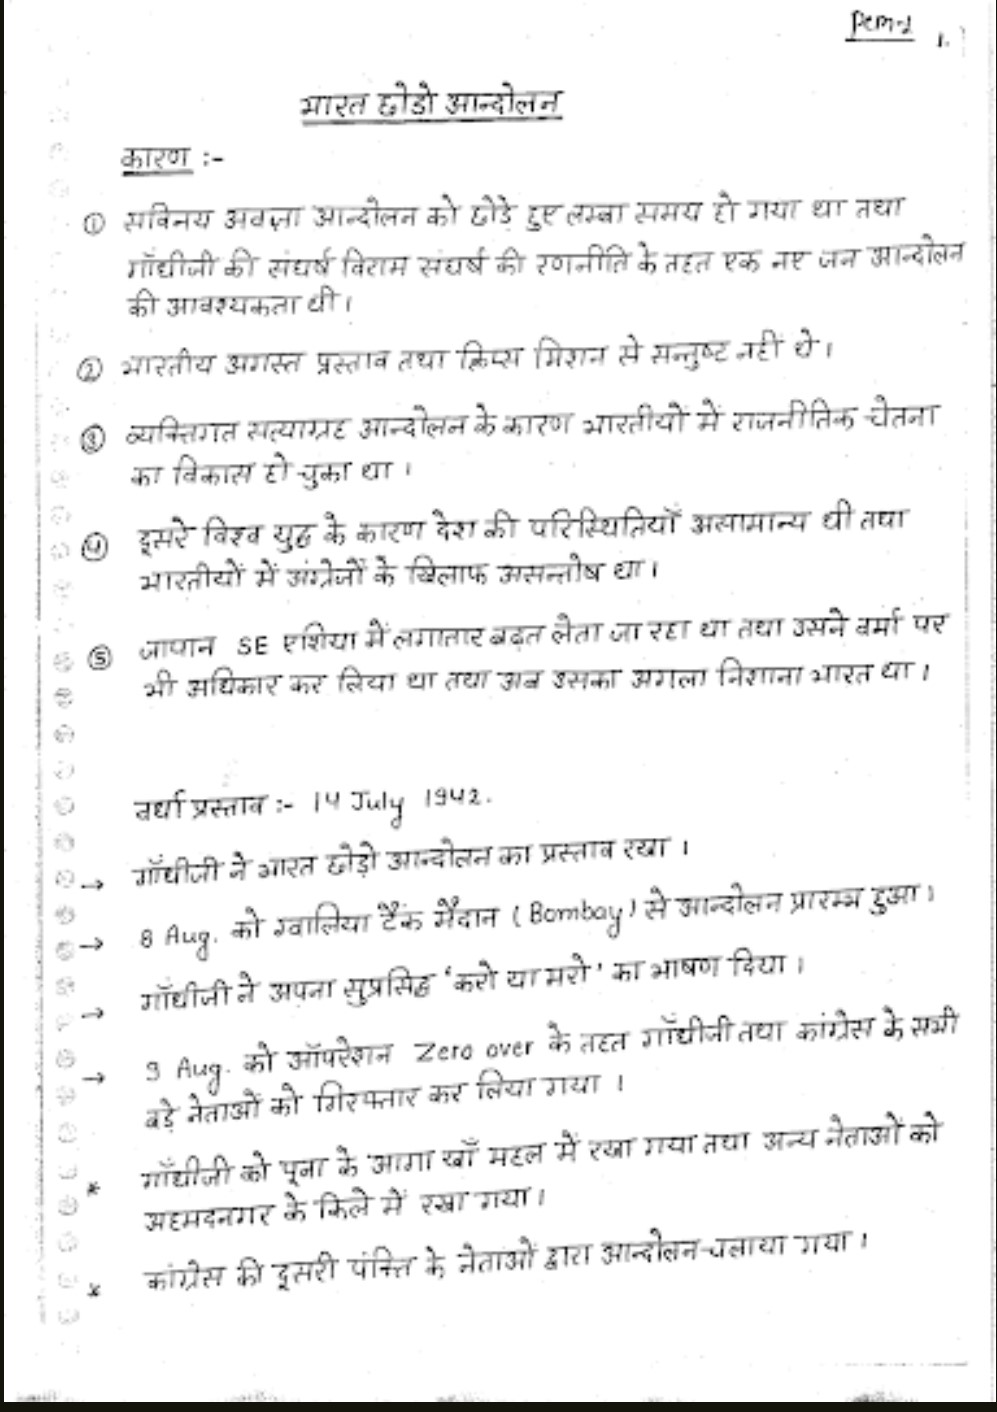 1.
भारत छोडो आन्दोलन
कारण :-
① सविनय अवज्ञा आन्दोलन को छोड़े हुए लम्बा समय हो गया था तथा
गाँधीजी की संघर्ष विराम संघर्ष की रणनीति के तहत एक नए जन आन्दोलन
की आवश्यकता थी।
② भारतीय अगस्त प्रस्ताव तथा क्रिप्स मिशन से सन्तुष्ट नहीं थे।
③ व्यक्तिगत सत्याग्रह आन्दोलन के कारण भारतीयों में राजनीतिक चेतना
का विकास हो चुका था।
④ दूसरे विश्व युद्ध के कारण देश की परिस्थितियाँ असामान्य थी तथा
भारतीयों में अंग्रेजों के खिलाफ असन्तोष था।
⑤ जापान SE एशिया में लगातार बढ़त लेता जा रहा था तथा उसने बर्मा पर
भी अधिकार कर लिया था तथा अब उसका अगला निशाना भारत था।
वर्धा प्रस्ताव :- 14 July 1942.
→ गाँधीजी ने भारत छोड़ो आन्दोलन का प्रस्ताव रखा।
→ 8 Aug. को ग्वालिया टैंक मैदान (Bombay) से आन्दोलन प्रारम्भ हुआ।
→ गाँधीजी ने अपना सुप्रसिद्ध 'करो या मरो' का भाषण दिया।
→ 9 Aug. को ऑपरेशन Zero over के तहत गाँधीजी तथा कांग्रेस के सभी
बड़े नेताओं को गिरफ्तार कर लिया गया।
* गाँधीजी को पूना के आगा खाँ महल में रखा गया तथा अन्य नेताओं को
अहमदनगर के किले में रखा गया।
* कांग्रेस की दूसरी पंक्ति के नेताओं द्वारा आन्दोलन चलाया गया।